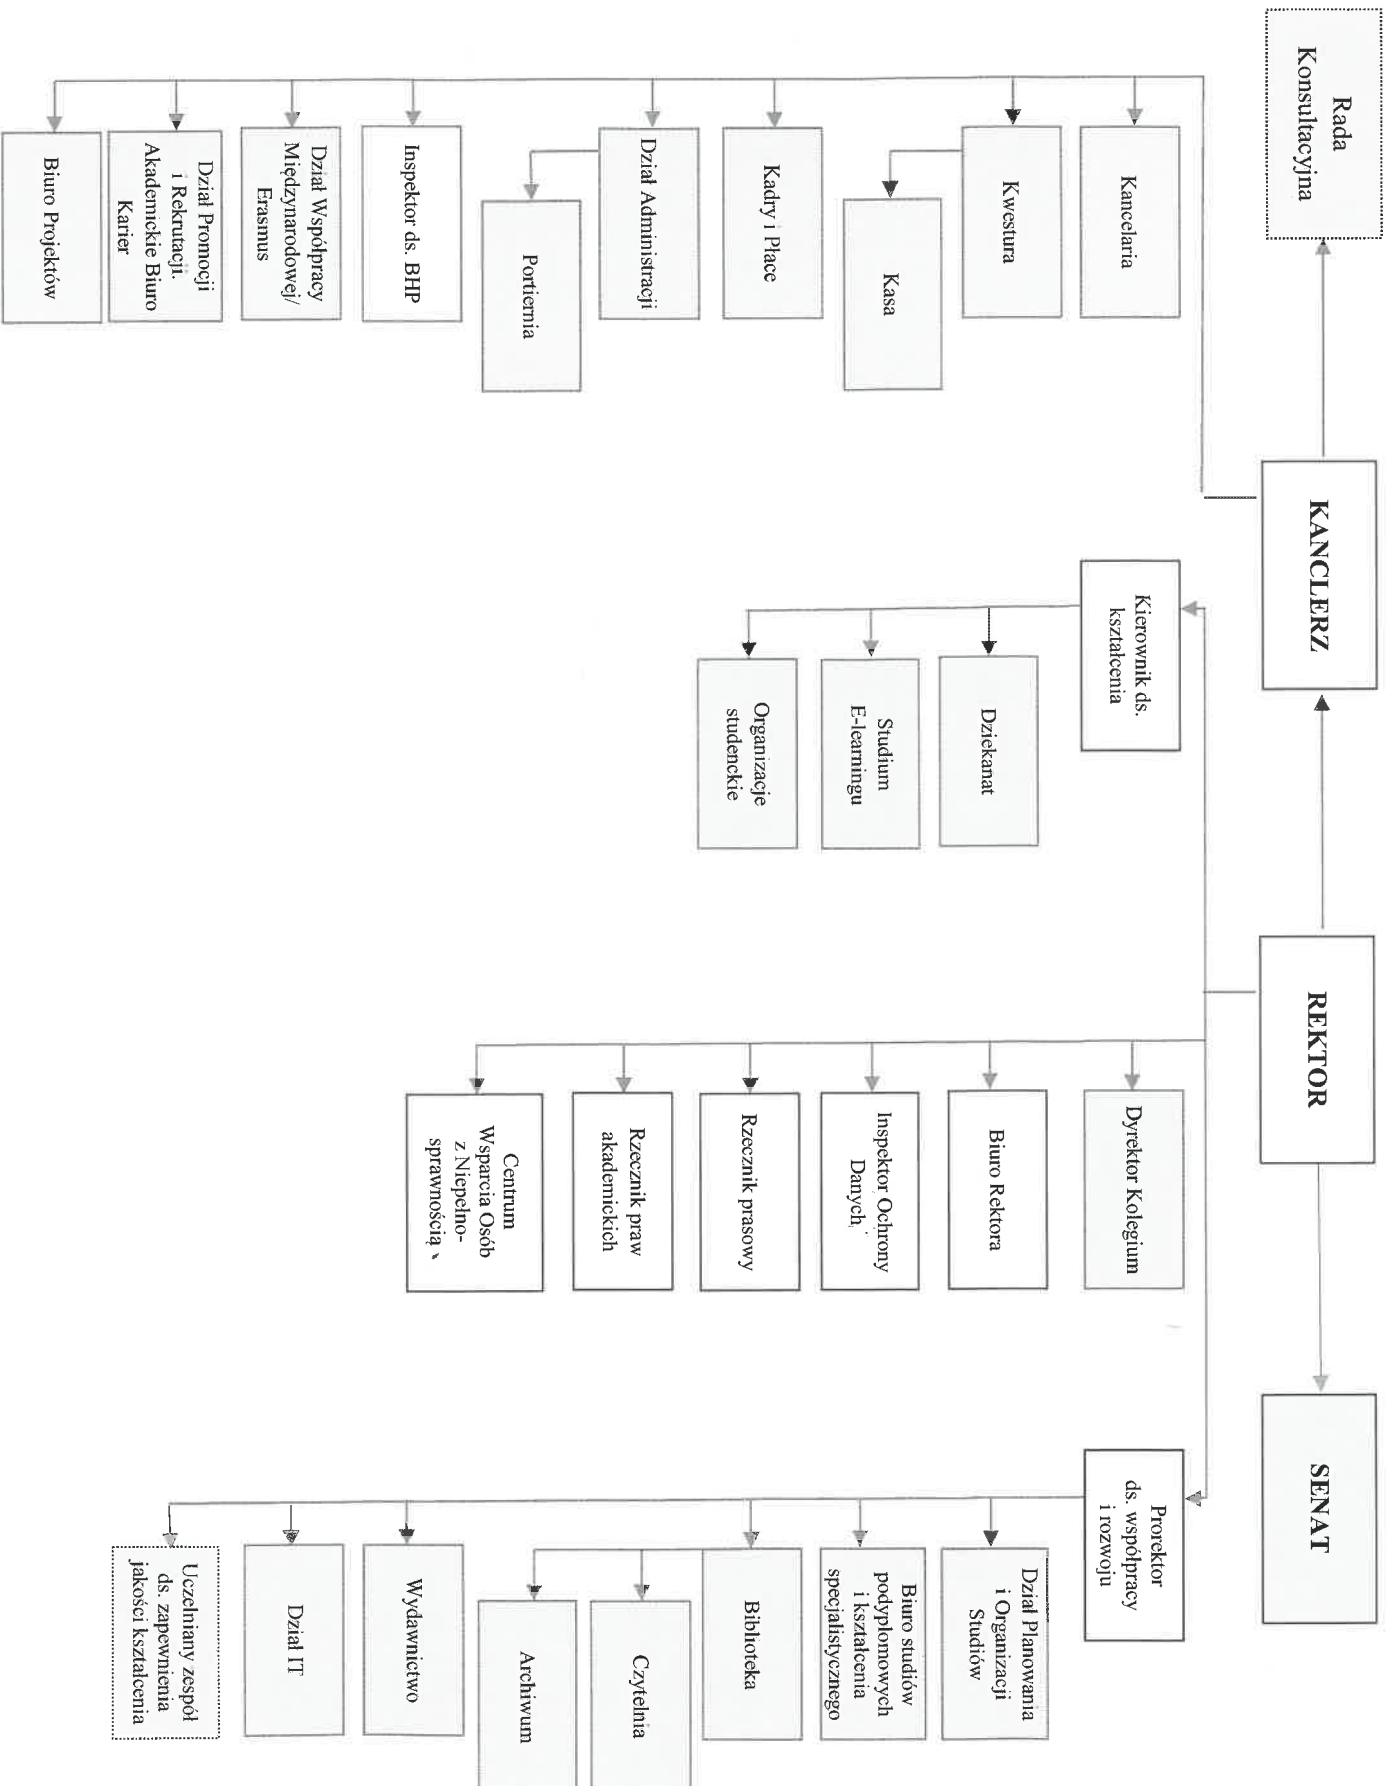 Rada
Konsultacyjna
KANCLERZ
REKTOR
SENAT
Kancelaria
Kwestura
Kasa
Kadry i Płace
Dział Administracji
Portiernia
Inspektor ds. BHP
Dział Współpracy
Międzynarodowej/
Erasmus
Dział Promocji
i Rekrutacji.
Akademickie Biuro
Karier
Biuro Projektów
Kierownik ds.
kształcenia
Dziekanat
Studium
E-learningu
Organizacje
studenckie
Dyrektor Kolegium
Biuro Rektora
Inspektor Ochrony
Danych
Rzecznik prasowy
Rzecznik praw
akademickich
Centrum
Wsparcia Osób
z Niepełno-
sprawnością
Prorektor
ds. współpracy
i rozwoju
Dział Planowania
i Organizacji
Studiów
Biuro studiów
podyplomowych
i kształcenia
specjalistycznego
Biblioteka
Czytelnia
Archiwum
Wydawnictwo
Dział IT
Uczelniany zespół
ds. zapewnienia
jakości kształcenia